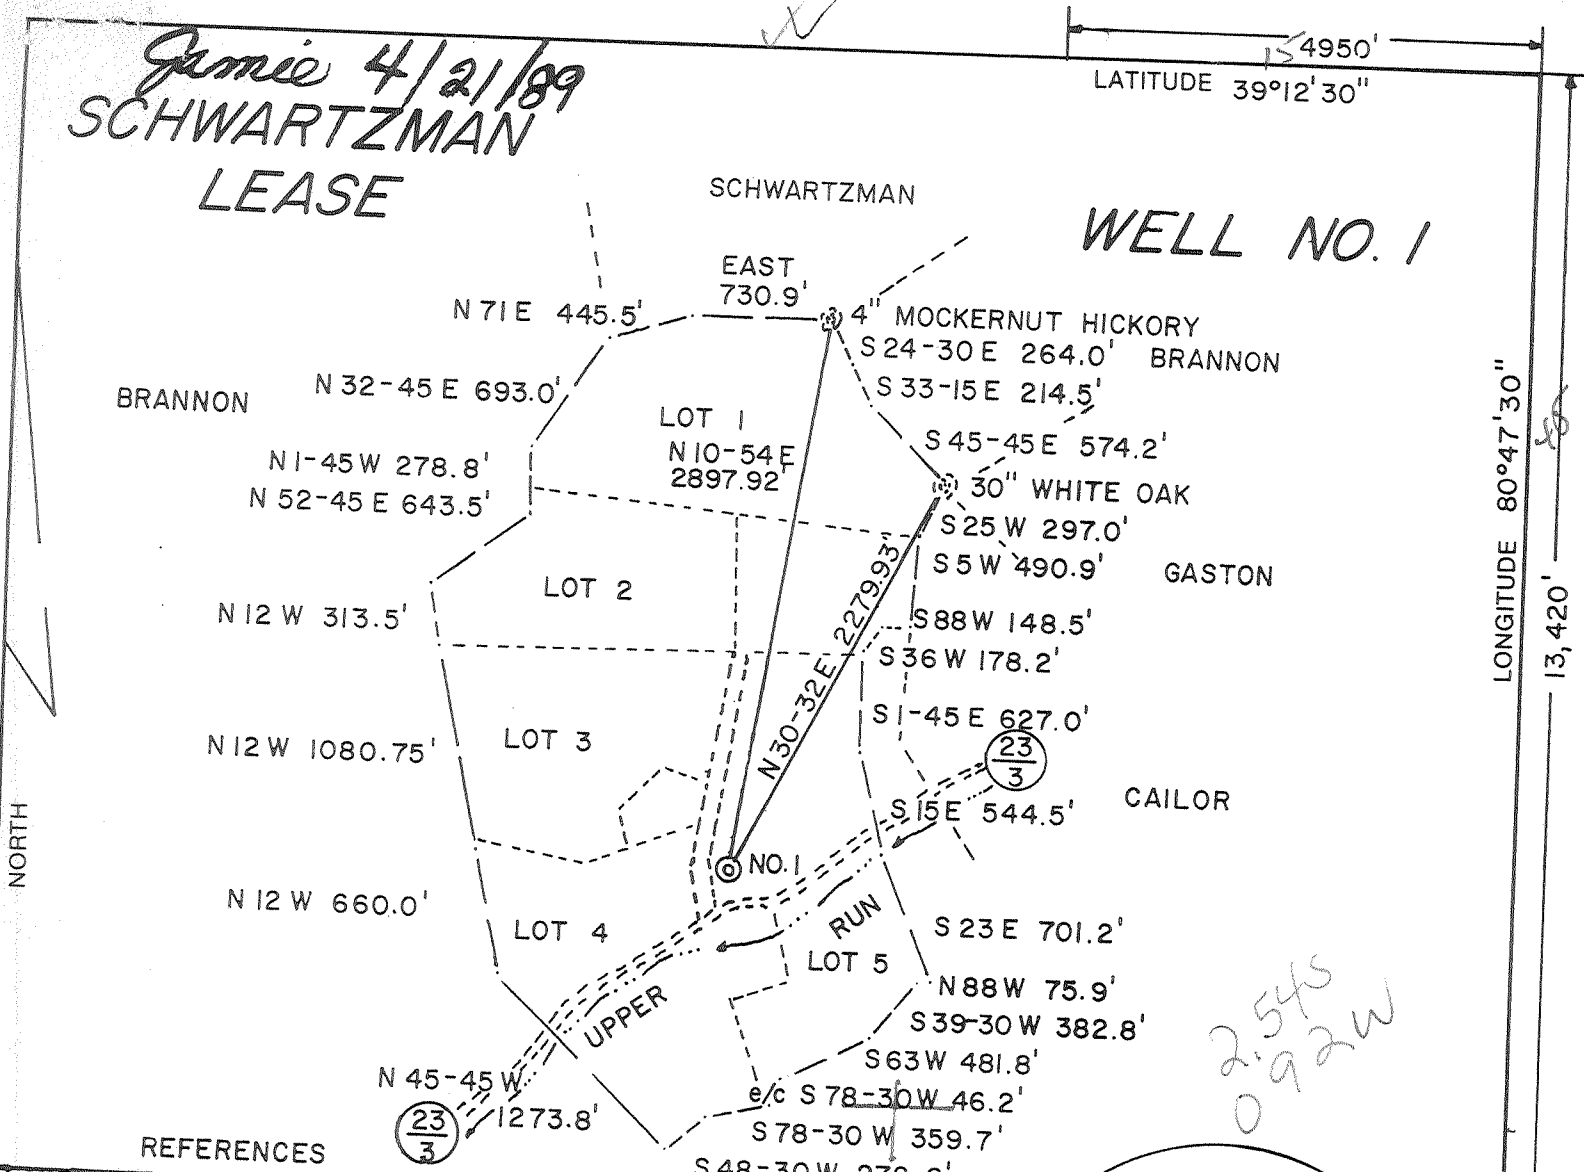 Jamie 4/21/89
4950'
LATITUDE 39°12'30"
SCHWARTZMAN
LEASE
SCHWARTZMAN
WELL NO. 1
EAST
730.9'
N 71 E 445.5'
4" MOCKERNUT HICKORY
S 24-30 E 264.0' BRANNON
N 32-45 E 693.0'
S 33-15 E 214.5'
BRANNON
LOT 1
N 10-54 E
2897.92'
S 45-45 E 574.2'
N 1-45 W 278.8'
N 52-45 E 643.5'
30" WHITE OAK
S 25 W 297.0'
S 5 W 490.9'
GASTON
LOT 2
N 12 W 313.5'
S 88 W 148.5'
S 36 W 178.2'
N 30-32 E 2279.93'
S 1-45 E 627.0'
N 12 W 1080.75'
LOT 3
23
3
CAILOR
S 15 E 544.5'
LONGITUDE 80°47'30"
13,420'
NORTH
NO. 1
N 12 W 660.0'
LOT 4
UPPER RUN
S 23 E 701.2'
LOT 5
N 88 W 75.9'
S 39-30 W 382.8'
S 63 W 481.8'
2.54S
0.92W
N 45-45 W
1273.8'
e/c S 78-30 W 46.2'
23
3
S 78-30 W 359.7'
REFERENCES
S 48-30 W